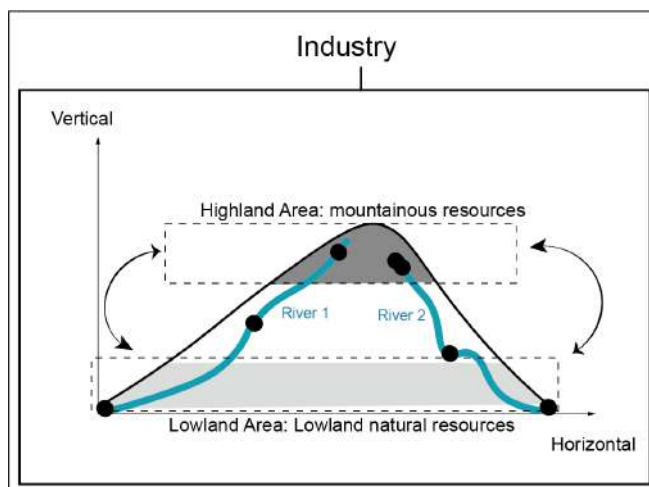 Industry
Vertical
Highland Area: mountainous resources
River 1
River 2
Lowland Area: Lowland natural resources
Horizontal